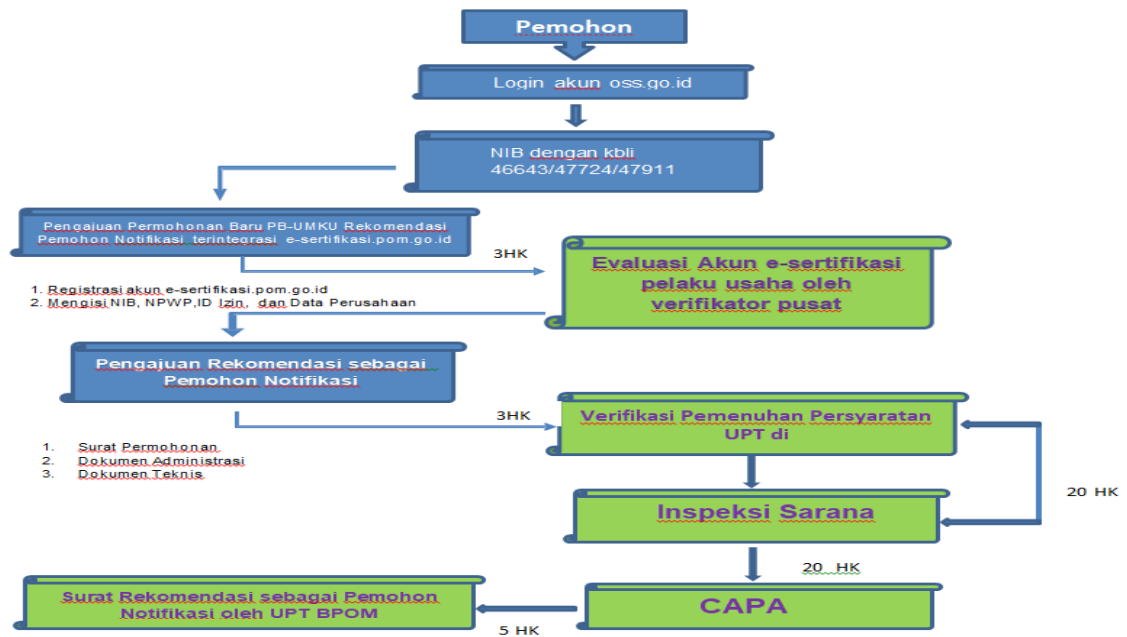 Pemohon
Login akun oss.go.id
NIB dengan kbli
46643/47724/47911
Pengajuan Permohonan Baru PB-UMKU Rekomendasi
Pemohon Notifikasi terintegrasi e-sertifikasi.pom.go.id
3HK
Evaluasi Akun e-sertifikasi
pelaku usaha oleh
verifikator pusat
1. Registrasi akun e-sertifikasi.pom.go.id
2. Mengisi NIB, NPWP,ID Izin, dan Data Perusahaan
Pengajuan Rekomendasi sebagai
Pemohon Notifikasi
3HK
Verifikasi Pemenuhan Persyaratan
UPT di
1. Surat Permohonan
2. Dokumen Administrasi
3. Dokumen Teknis
20 HK
Inspeksi Sarana
20 HK
CAPA
Surat Rekomendasi sebagai Pemohon
Notifikasi oleh UPT BPOM
5 HK